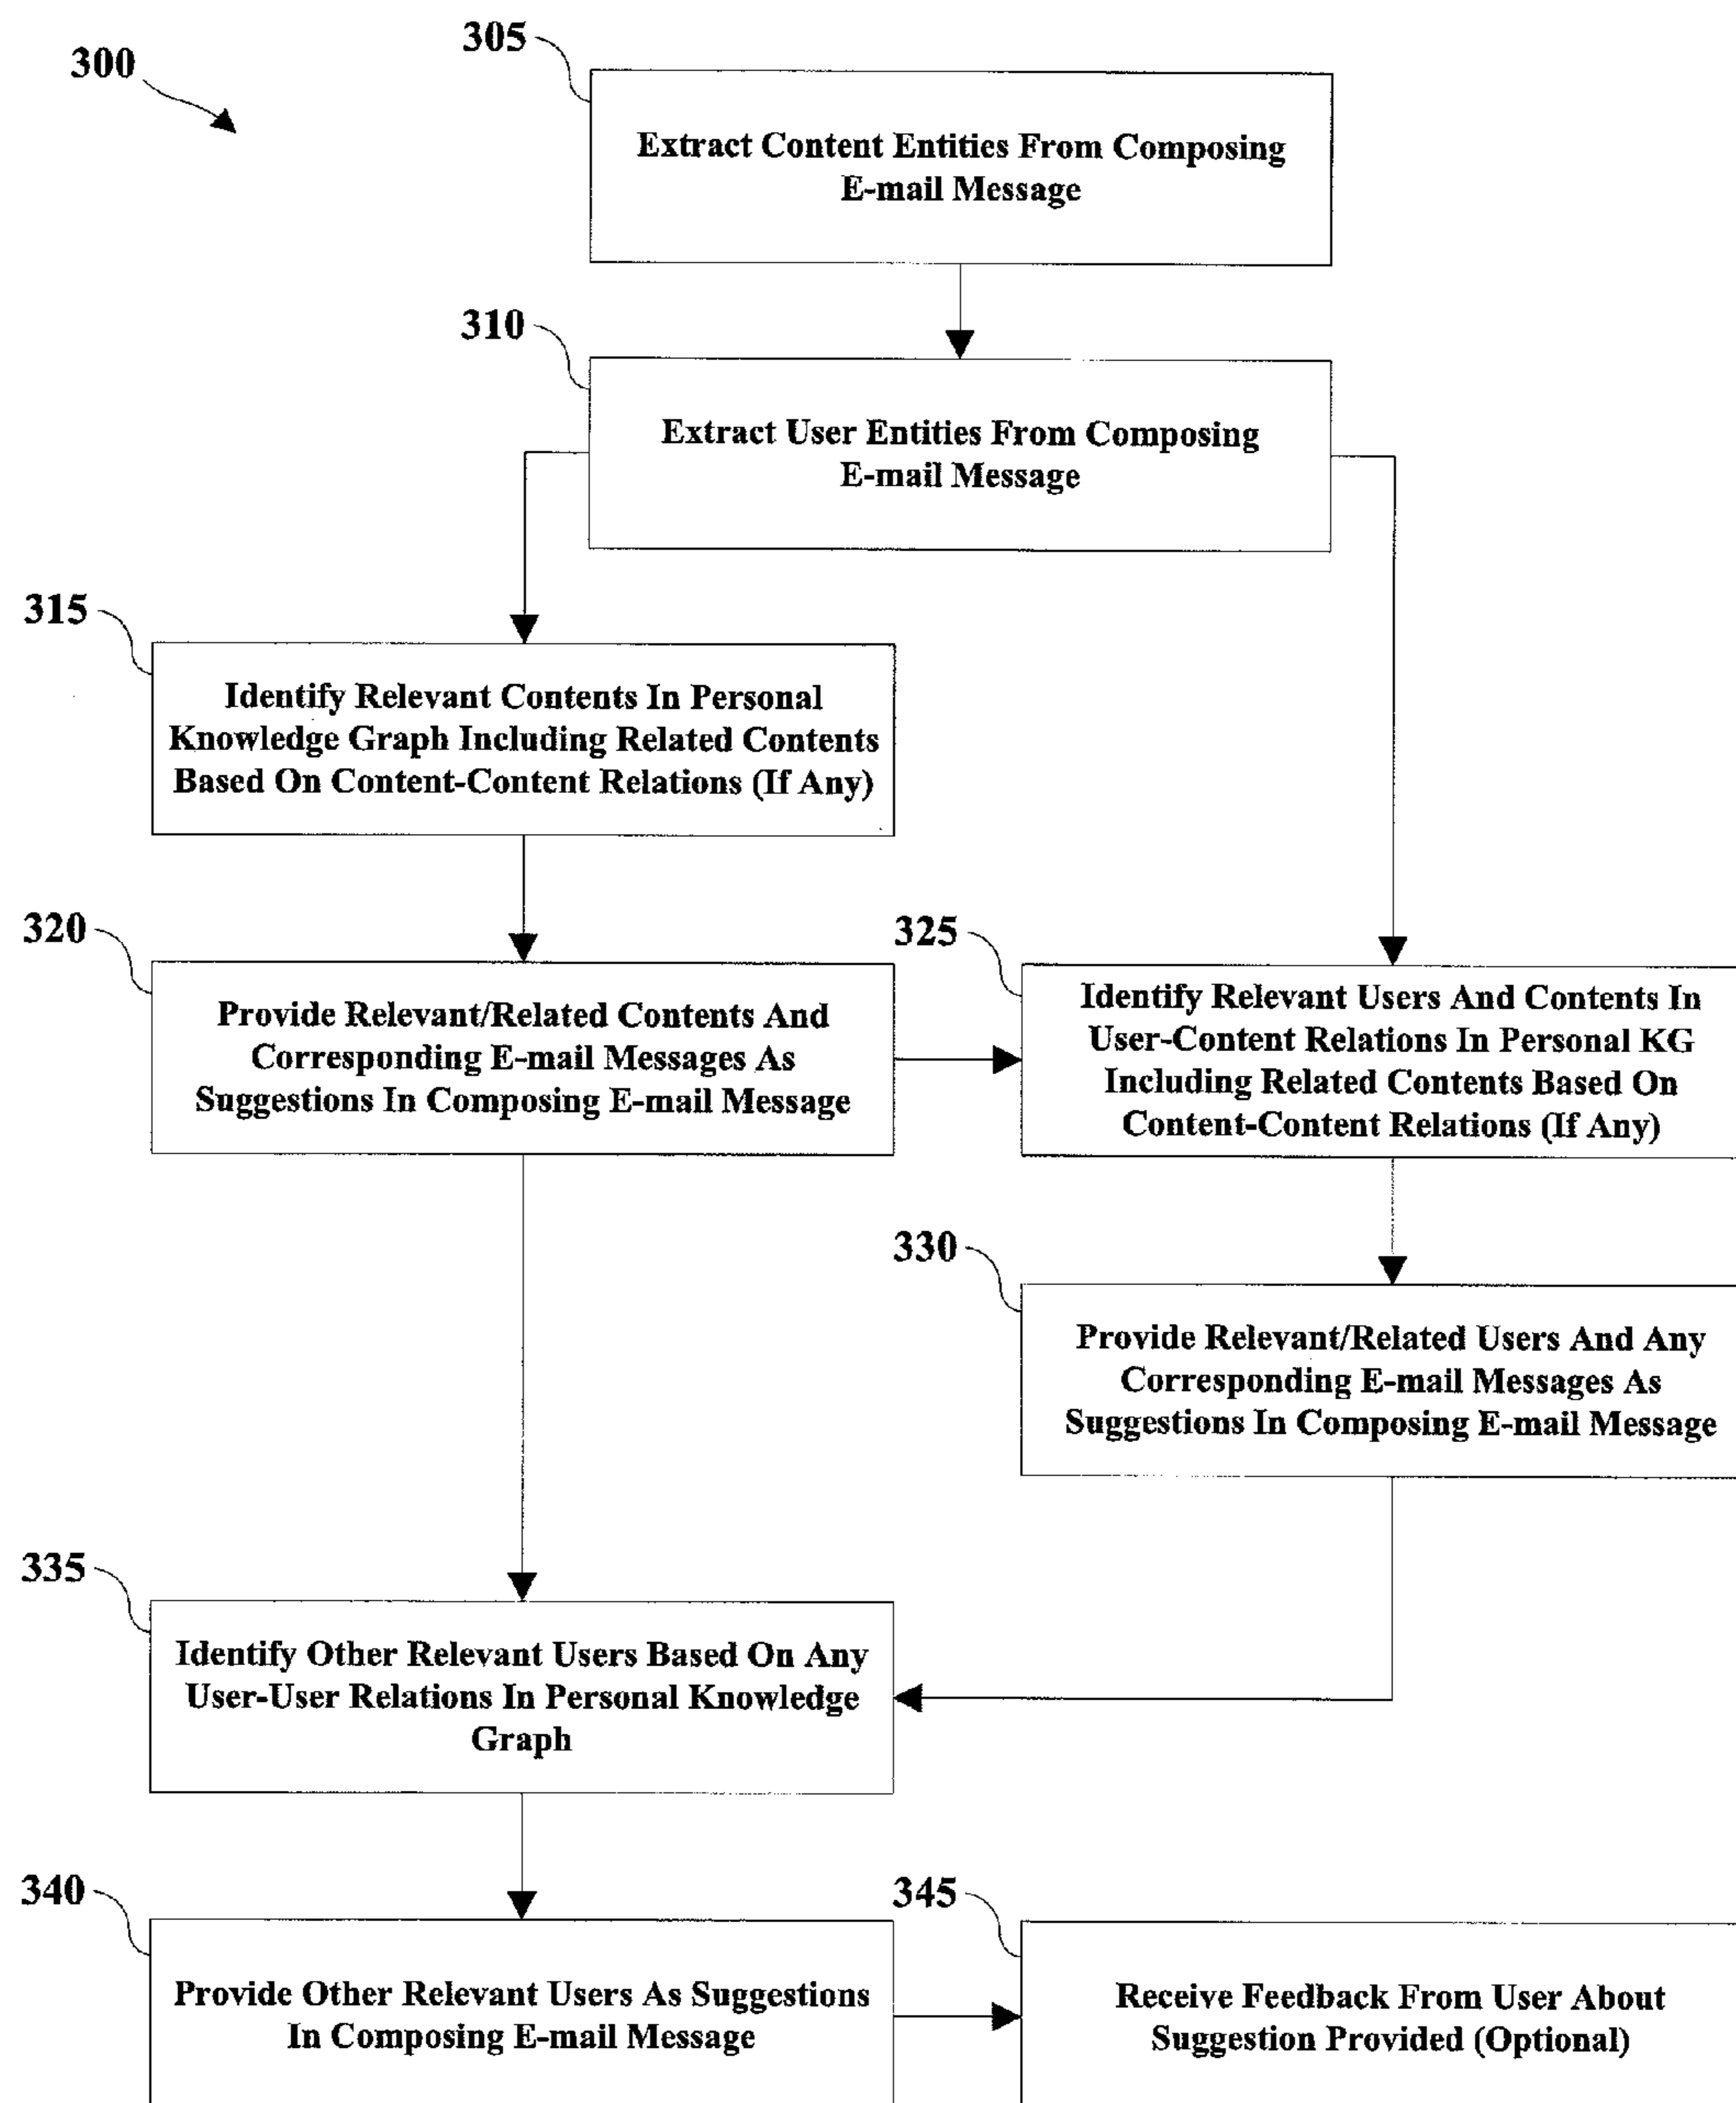 300
305
Extract Content Entities From Composing
E-mail Message
310
Extract User Entities From Composing
E-mail Message
315
Identify Relevant Contents In Personal
Knowledge Graph Including Related Contents
Based On Content-Content Relations (If Any)
320
Provide Relevant/Related Contents And
Corresponding E-mail Messages As
Suggestions In Composing E-mail Message
325
Identify Relevant Users And Contents In
User-Content Relations In Personal KG
Including Related Contents Based On
Content-Content Relations (If Any)
330
Provide Relevant/Related Users And Any
Corresponding E-mail Messages As
Suggestions In Composing E-mail Message
335
Identify Other Relevant Users Based On Any
User-User Relations In Personal Knowledge
Graph
340
Provide Other Relevant Users As Suggestions
In Composing E-mail Message
345
Receive Feedback From User About
Suggestion Provided (Optional)